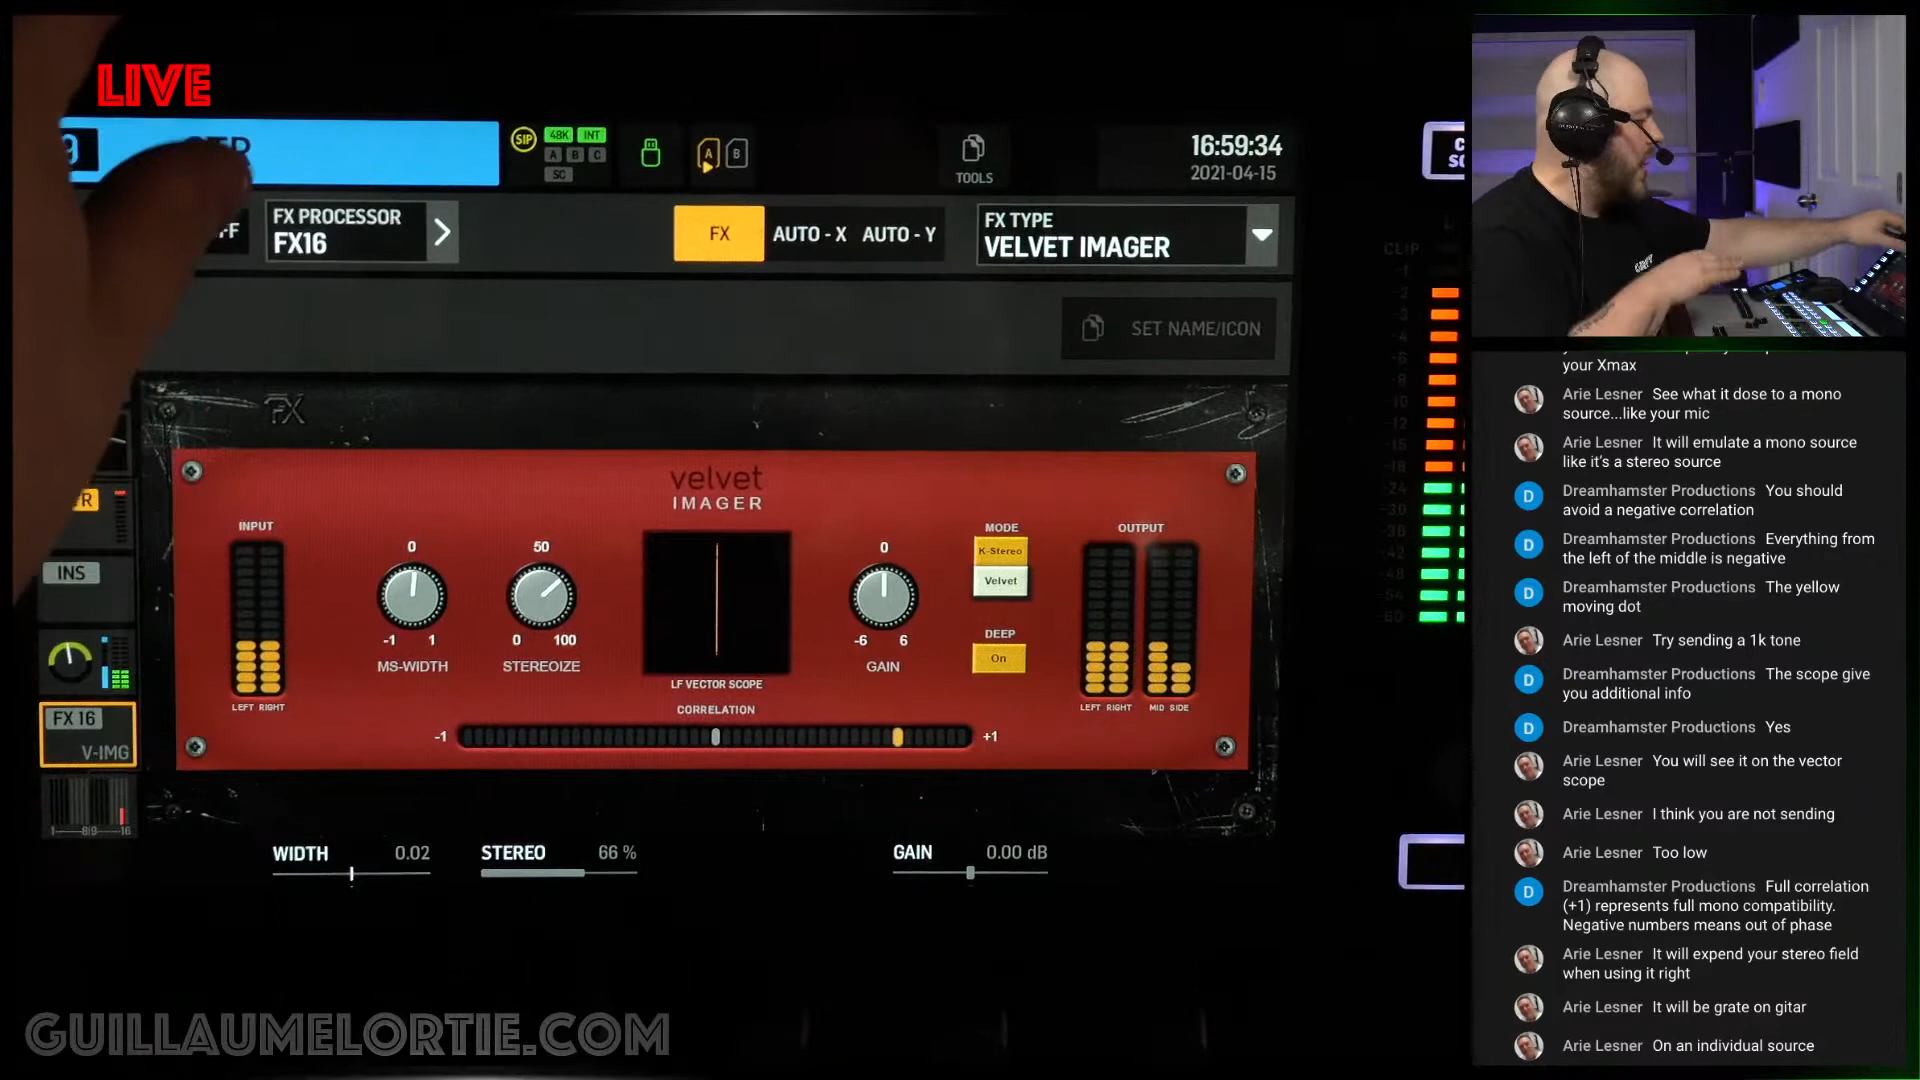 LIVE
9
SIP
48K INT
A B C
SC
A B
TOOLS
16:59:34
2021-04-15
FX PROCESSOR
FX16
FX AUTO - X AUTO - Y
FX TYPE
VELVET IMAGER
SET NAME/ICON
FX
velvet
IMAGER
INPUT
0
-1 1
MS-WIDTH
50
0 100
STEREOIZE
LF VECTOR SCOPE
0
-6 6
GAIN
MODE
K-Stereo
Velvet
DEEP
On
OUTPUT
LEFT RIGHT
LEFT RIGHT MID SIDE
CORRELATION
-1 +1
INS
FX 16
V-IMG
WIDTH 0.02
STEREO 66 %
GAIN 0.00 dB
CLIP
your Xmax
Arie Lesner See what it dose to a mono
source...like your mic
Arie Lesner It will emulate a mono source
like it's a stereo source
D Dreamhamster Productions You should
avoid a negative correlation
D Dreamhamster Productions Everything from
the left of the middle is negative
D Dreamhamster Productions The yellow
moving dot
Arie Lesner Try sending a 1k tone
D Dreamhamster Productions The scope give
you additional info
D Dreamhamster Productions Yes
Arie Lesner You will see it on the vector
scope
Arie Lesner I think you are not sending
Arie Lesner Too low
D Dreamhamster Productions Full correlation
(+1) represents full mono compatibility.
Negative numbers means out of phase
Arie Lesner It will expend your stereo field
when using it right
Arie Lesner It will be grate on gitar
Arie Lesner On an individual source
GUILLAUMELORTIE.COM